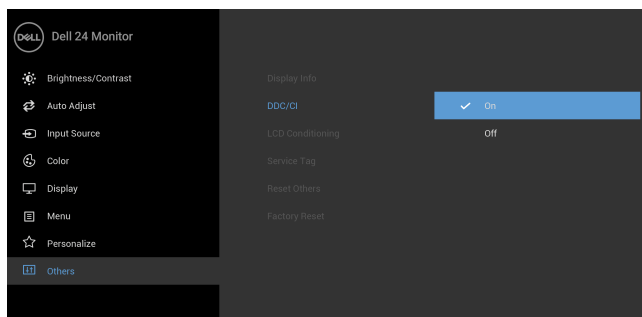 DELL Dell 24 Monitor
Brightness/Contrast
Auto Adjust
Input Source
Color
Display
Menu
Personalize
Others
Display Info
DDC/CI
LCD Conditioning
Service Tag
Reset Others
Factory Reset
On
Off